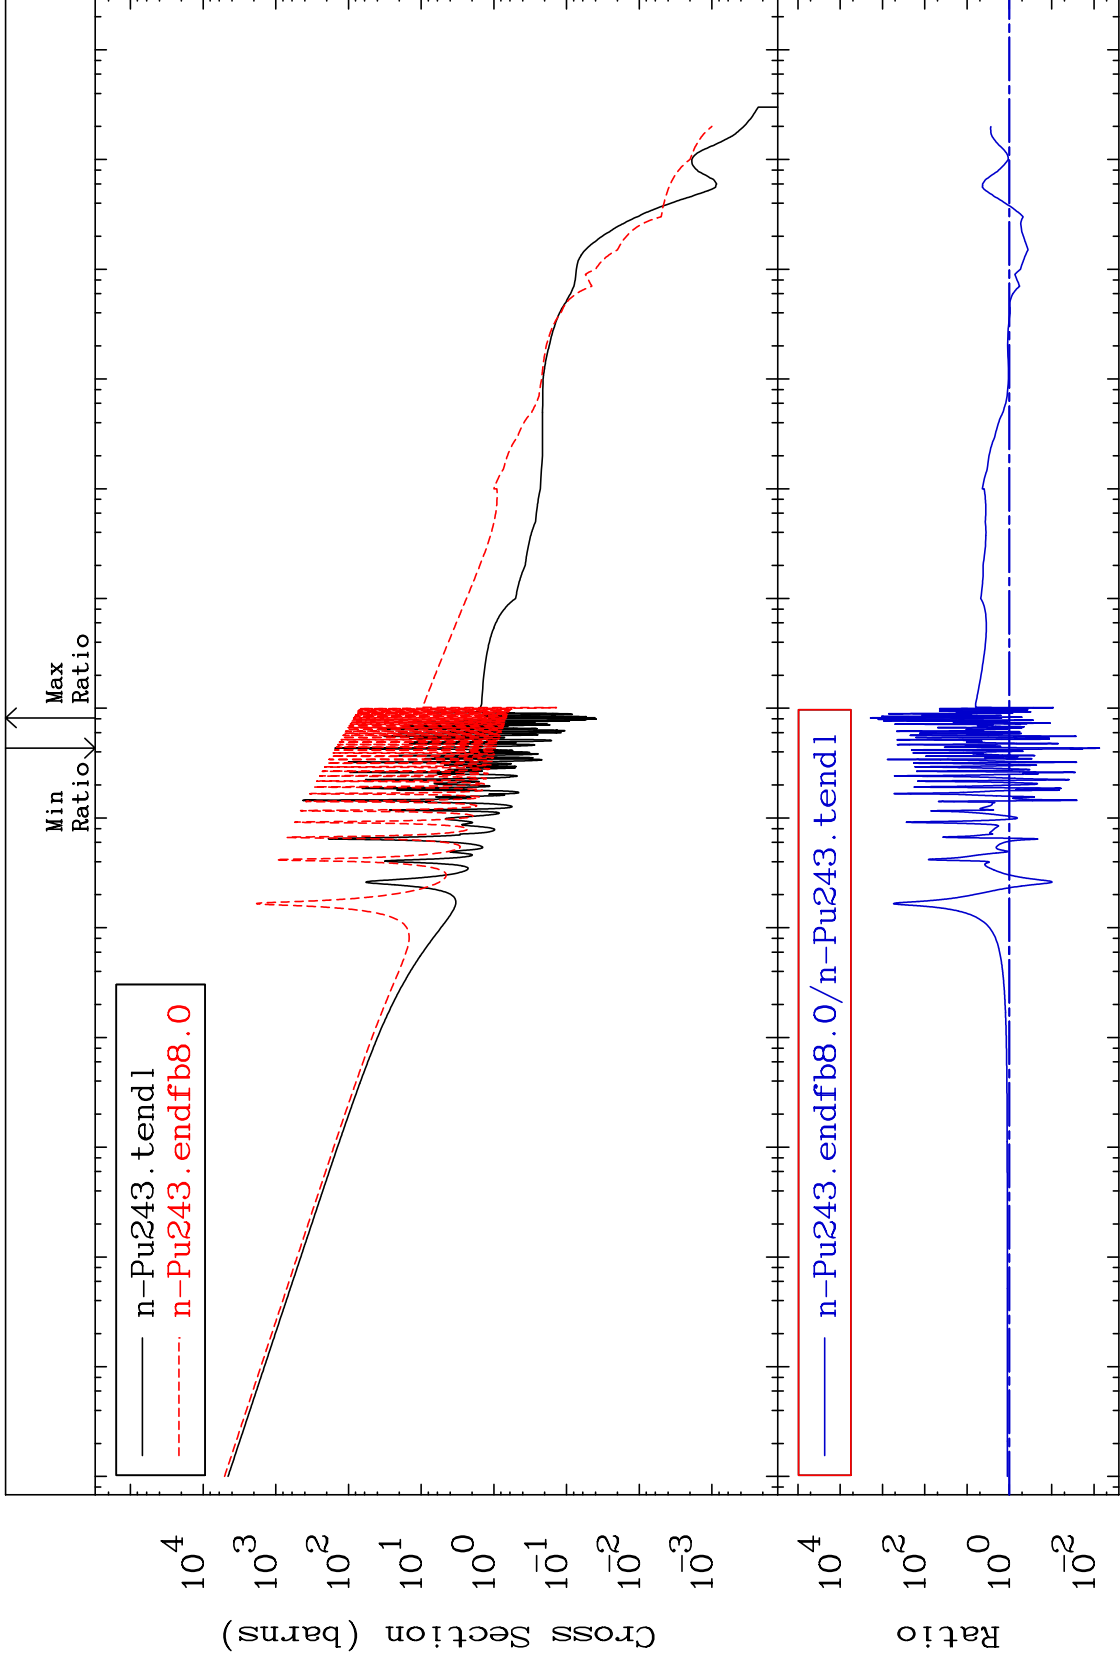 Min
Ratio
Max
Ratio
n-Pu243.tendl
n-Pu243.endfb8.0
10^4
10^3
10^2
10^1
10^0
10^-1
10^-2
10^-3
Cross Section (barns)
n-Pu243.endfb8.0/n-Pu243.tendl
10^4
10^2
10^0
10^-2
Ratio